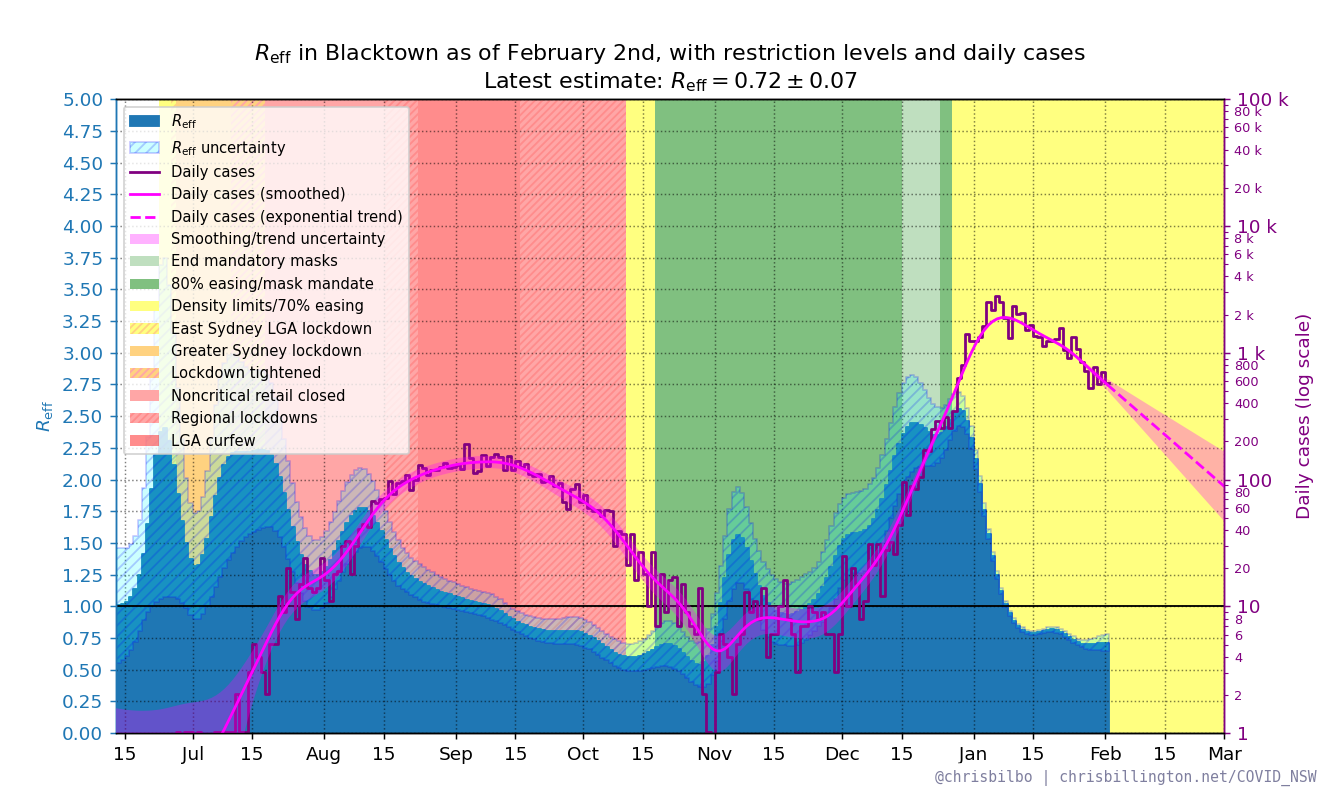 Reff in Blacktown as of February 2nd, with restriction levels and daily cases
Latest estimate: Reff = 0.72 ± 0.07
Reff
Reff uncertainty
Daily cases
Daily cases (smoothed)
Daily cases (exponential trend)
Smoothing/trend uncertainty
End mandatory masks
80% easing/mask mandate
Density limits/70% easing
East Sydney LGA lockdown
Greater Sydney lockdown
Lockdown tightened
Noncritical retail closed
Regional lockdowns
LGA curfew
Reff
5.00
4.75
4.50
4.25
4.00
3.75
3.50
3.25
3.00
2.75
2.50
2.25
2.00
1.75
1.50
1.25
1.00
0.75
0.50
0.25
0.00
15 Jul 15 Aug 15 Sep 15 Oct 15 Nov 15 Dec 15 Jan 15 Feb 15 Mar
100 k
80 k
60 k
40 k
20 k
10 k
8 k
6 k
4 k
2 k
1 k
800
600
400
200
100
80
60
40
20
10
8
6
4
2
1
Daily cases (log scale)
@chrisbilbo | chrisbillington.net/COVID_NSW